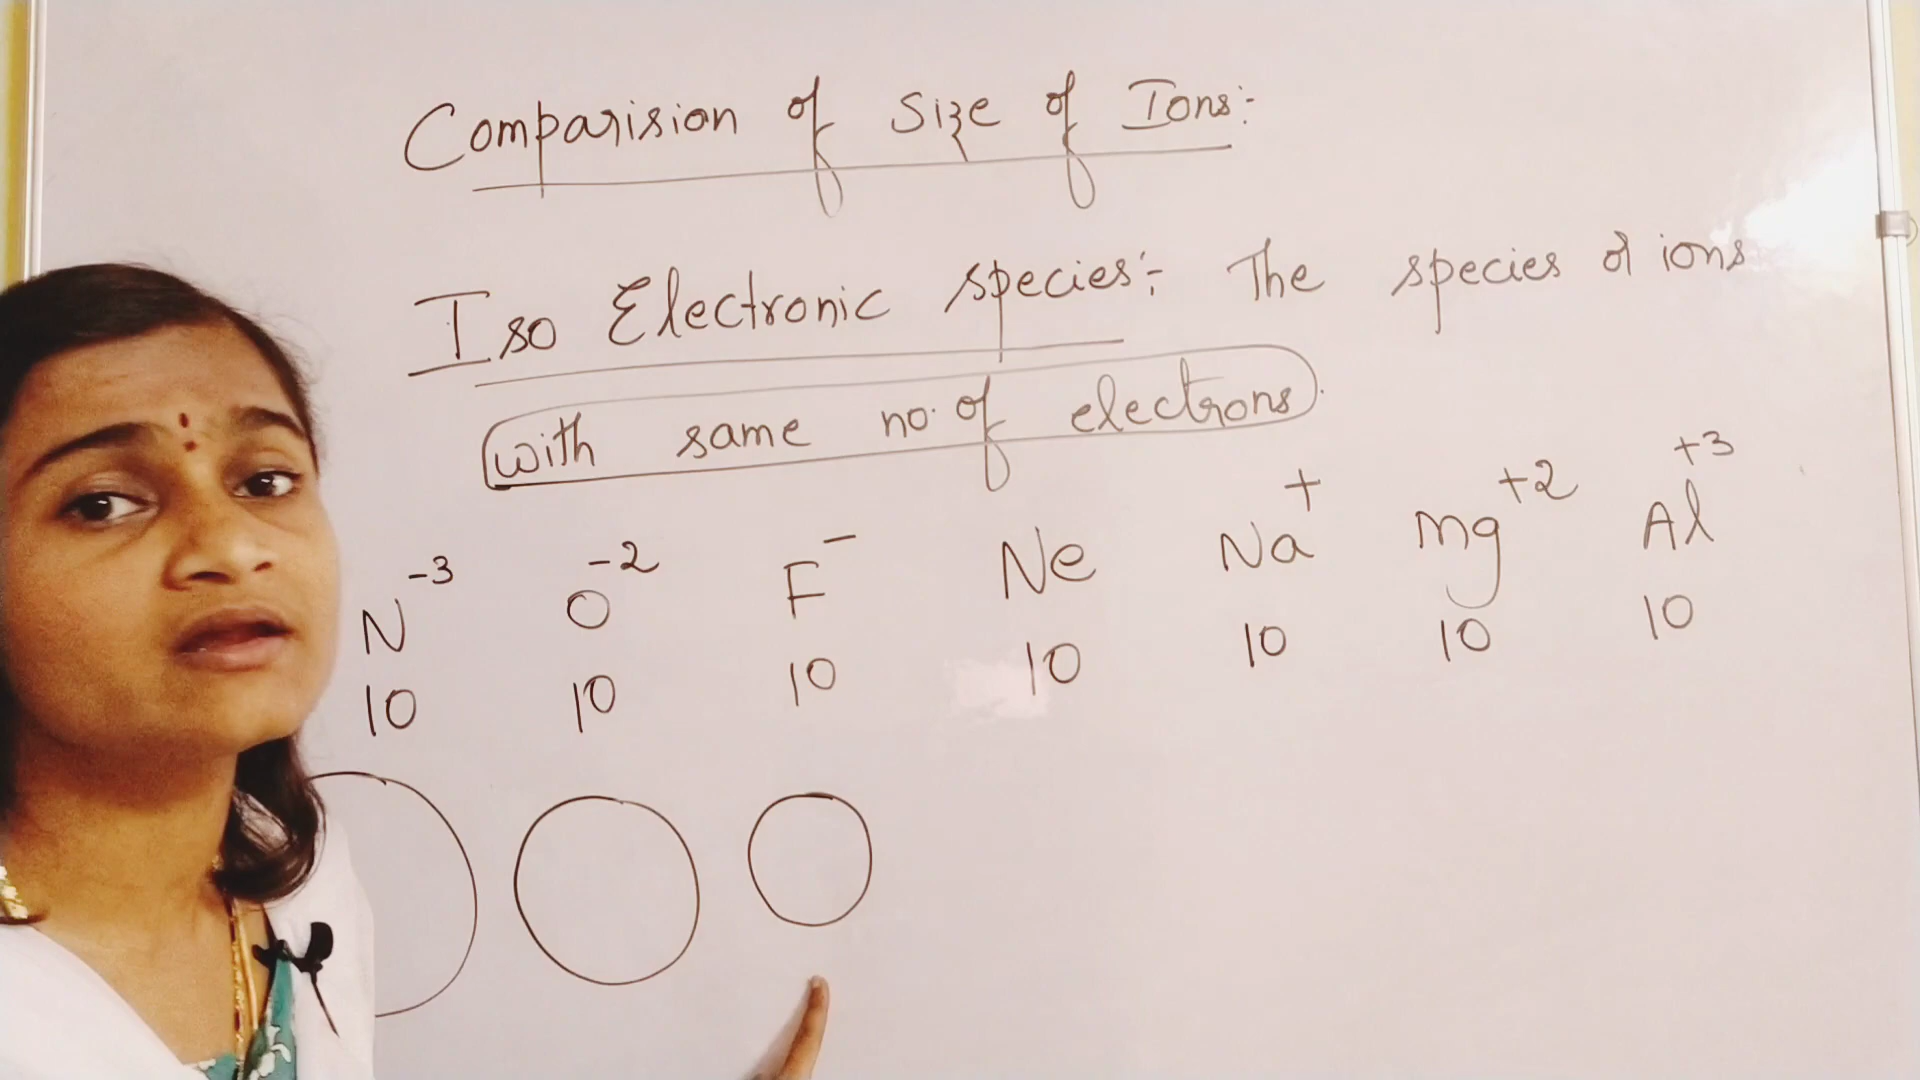 Comparision of Size of Ions:-
Iso Electronic species:- The species or ions
with same no. of electrons.
N-3 O-2 F- Ne Na+ Mg+2 Al+3
10 10 10 10 10 10 10